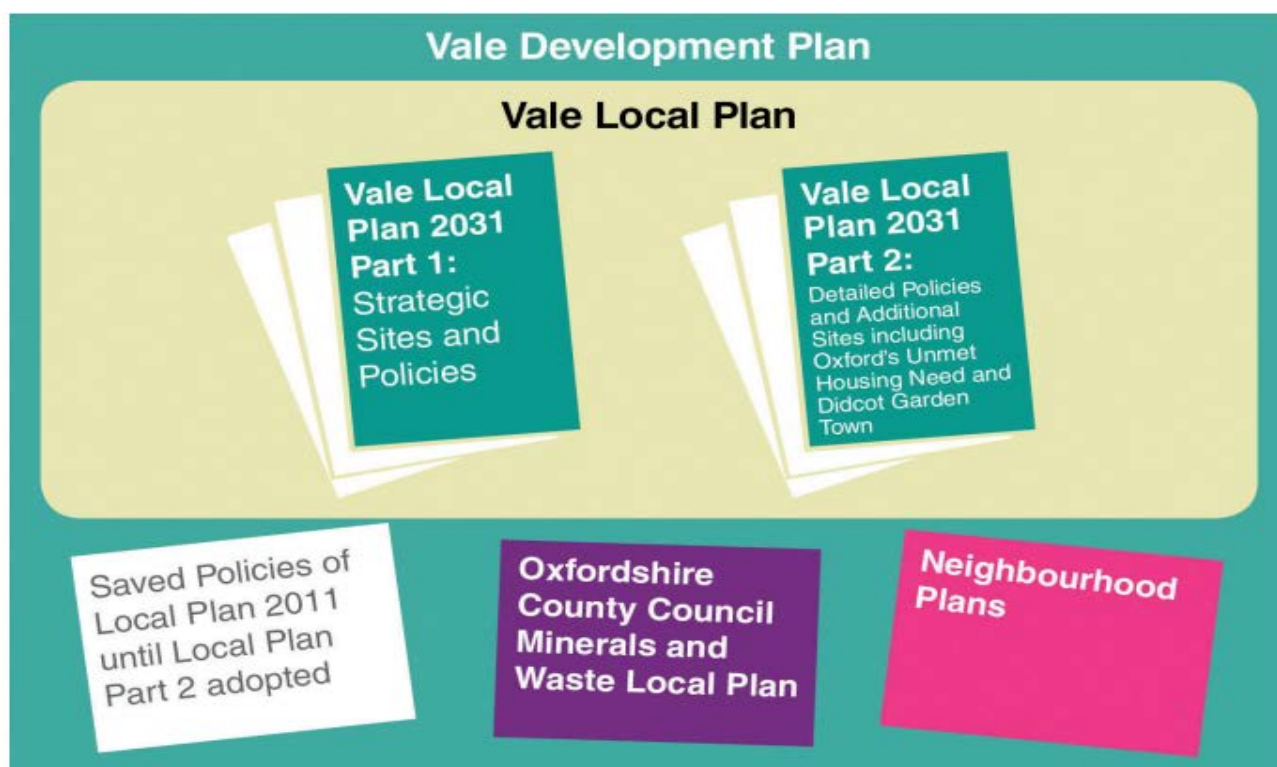 Vale Development Plan
Vale Local Plan
Vale Local
Plan 2031
Part 1:
Strategic
Sites and
Policies
Vale Local
Plan 2031
Part 2:
Detailed Policies
and Additional
Sites including
Oxford's Unmet
Housing Need and
Didcot Garden
Town
Saved Policies of
Local Plan 2011
until Local Plan
Part 2 adopted
Oxfordshire
County Council
Minerals and
Waste Local Plan
Neighbourhood
Plans